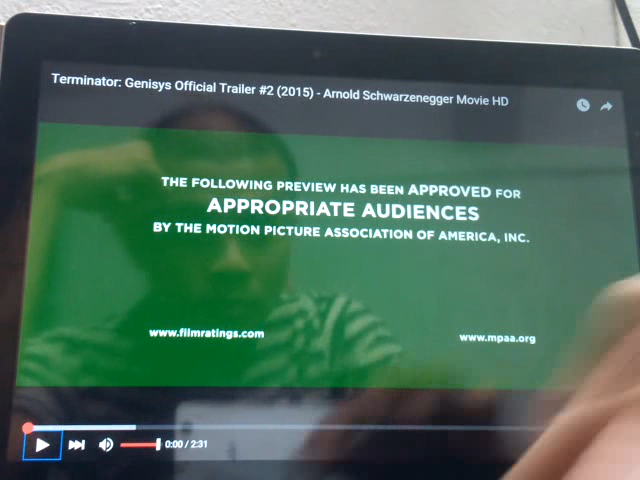 Terminator: Genisys Official Trailer #2 (2015) - Arnold Schwarzenegger Movie HD
THE FOLLOWING PREVIEW HAS BEEN APPROVED FOR
APPROPRIATE AUDIENCES
BY THE MOTION PICTURE ASSOCIATION OF AMERICA, INC.
www.filmratings.com
www.mpaa.org
0:00 / 2:31